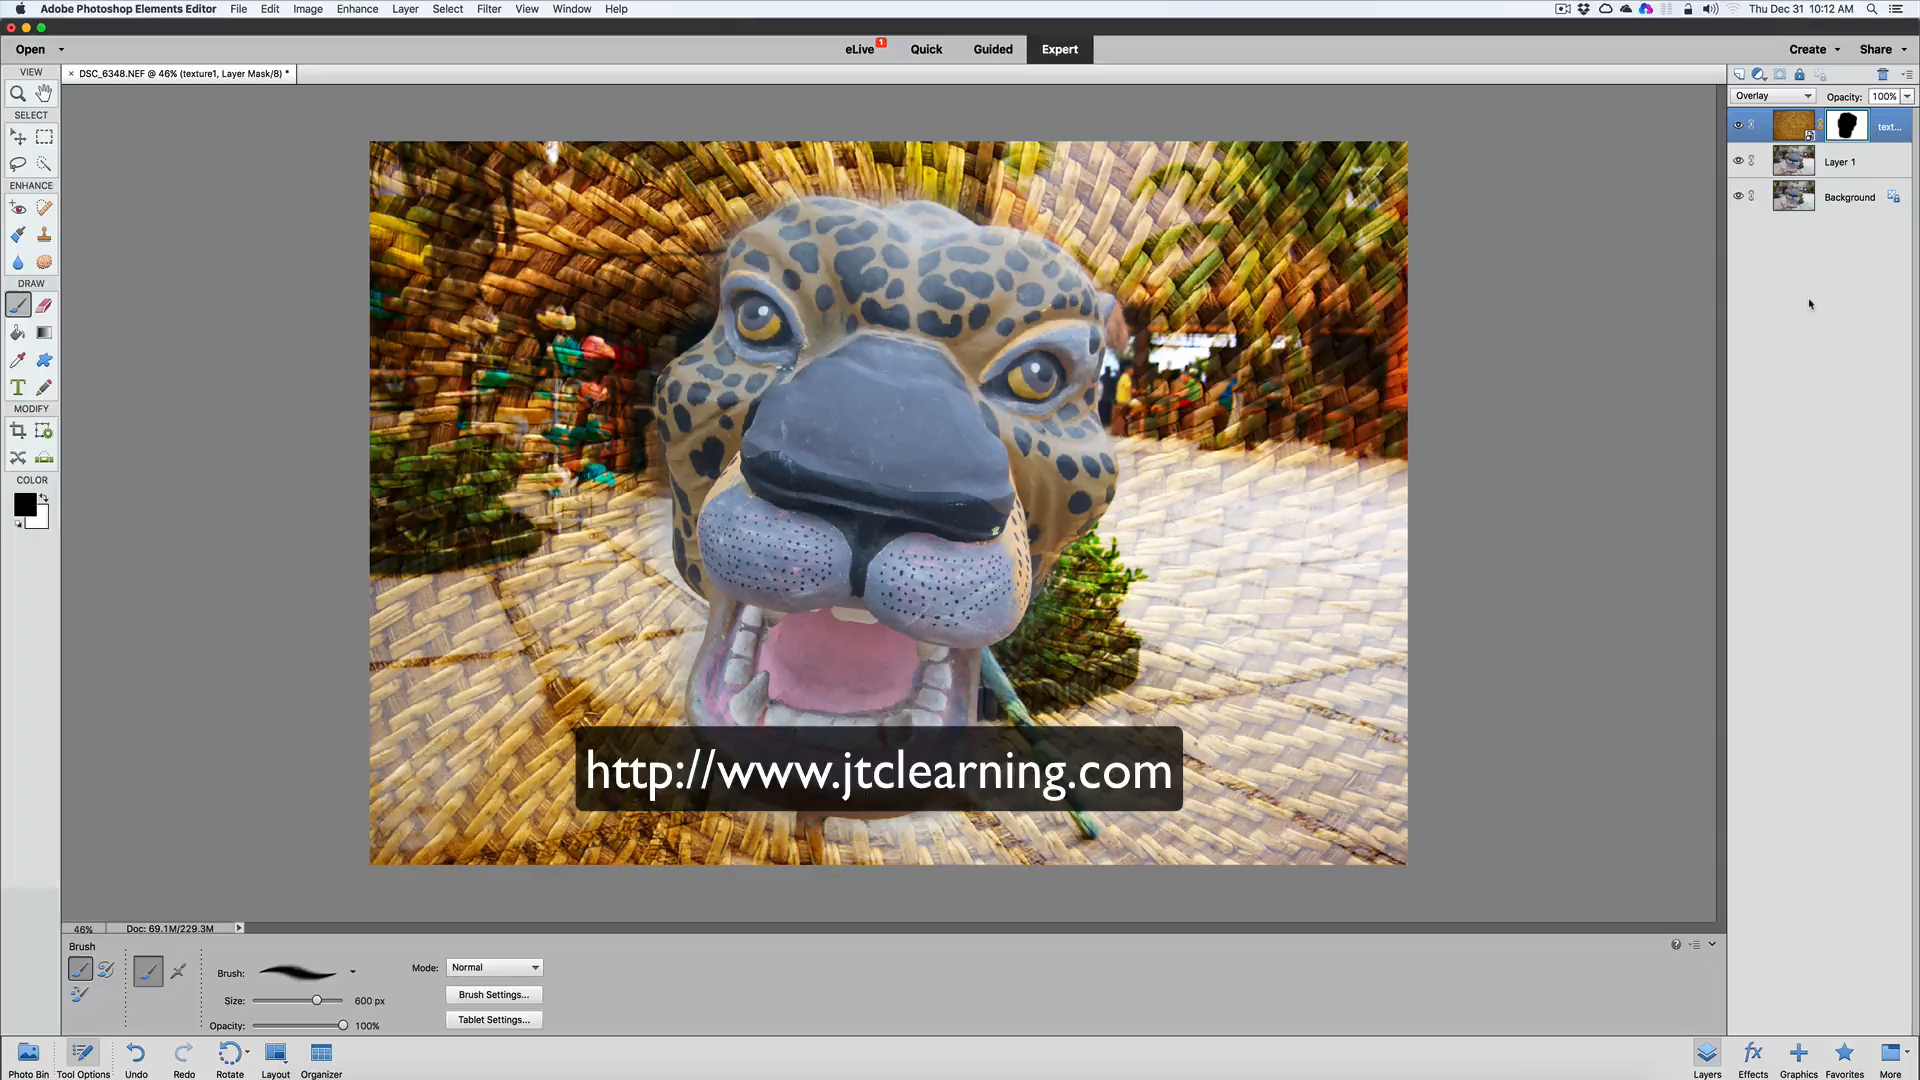 Adobe Photoshop Elements Editor File Edit Image Enhance Layer Select Filter View Window Help
Thu Dec 31 10:12 AM
Open
eLive 1 Quick Guided Expert
Create Share
VIEW
× DSC_6348.NEF @ 46% (texture1, Layer Mask/8) *
Overlay Opacity: 100%
SELECT
text...
Layer 1
ENHANCE
Background
DRAW
T
MODIFY
COLOR
http://www.jtclearning.com
46% Doc: 69.1M/229.3M
Brush
Brush: Mode: Normal
Brush Settings...
Size: 600 px
Tablet Settings...
Opacity: 100%
fx
Photo Bin Tool Options Undo Redo Rotate Layout Organizer
Layers Effects Graphics Favorites More